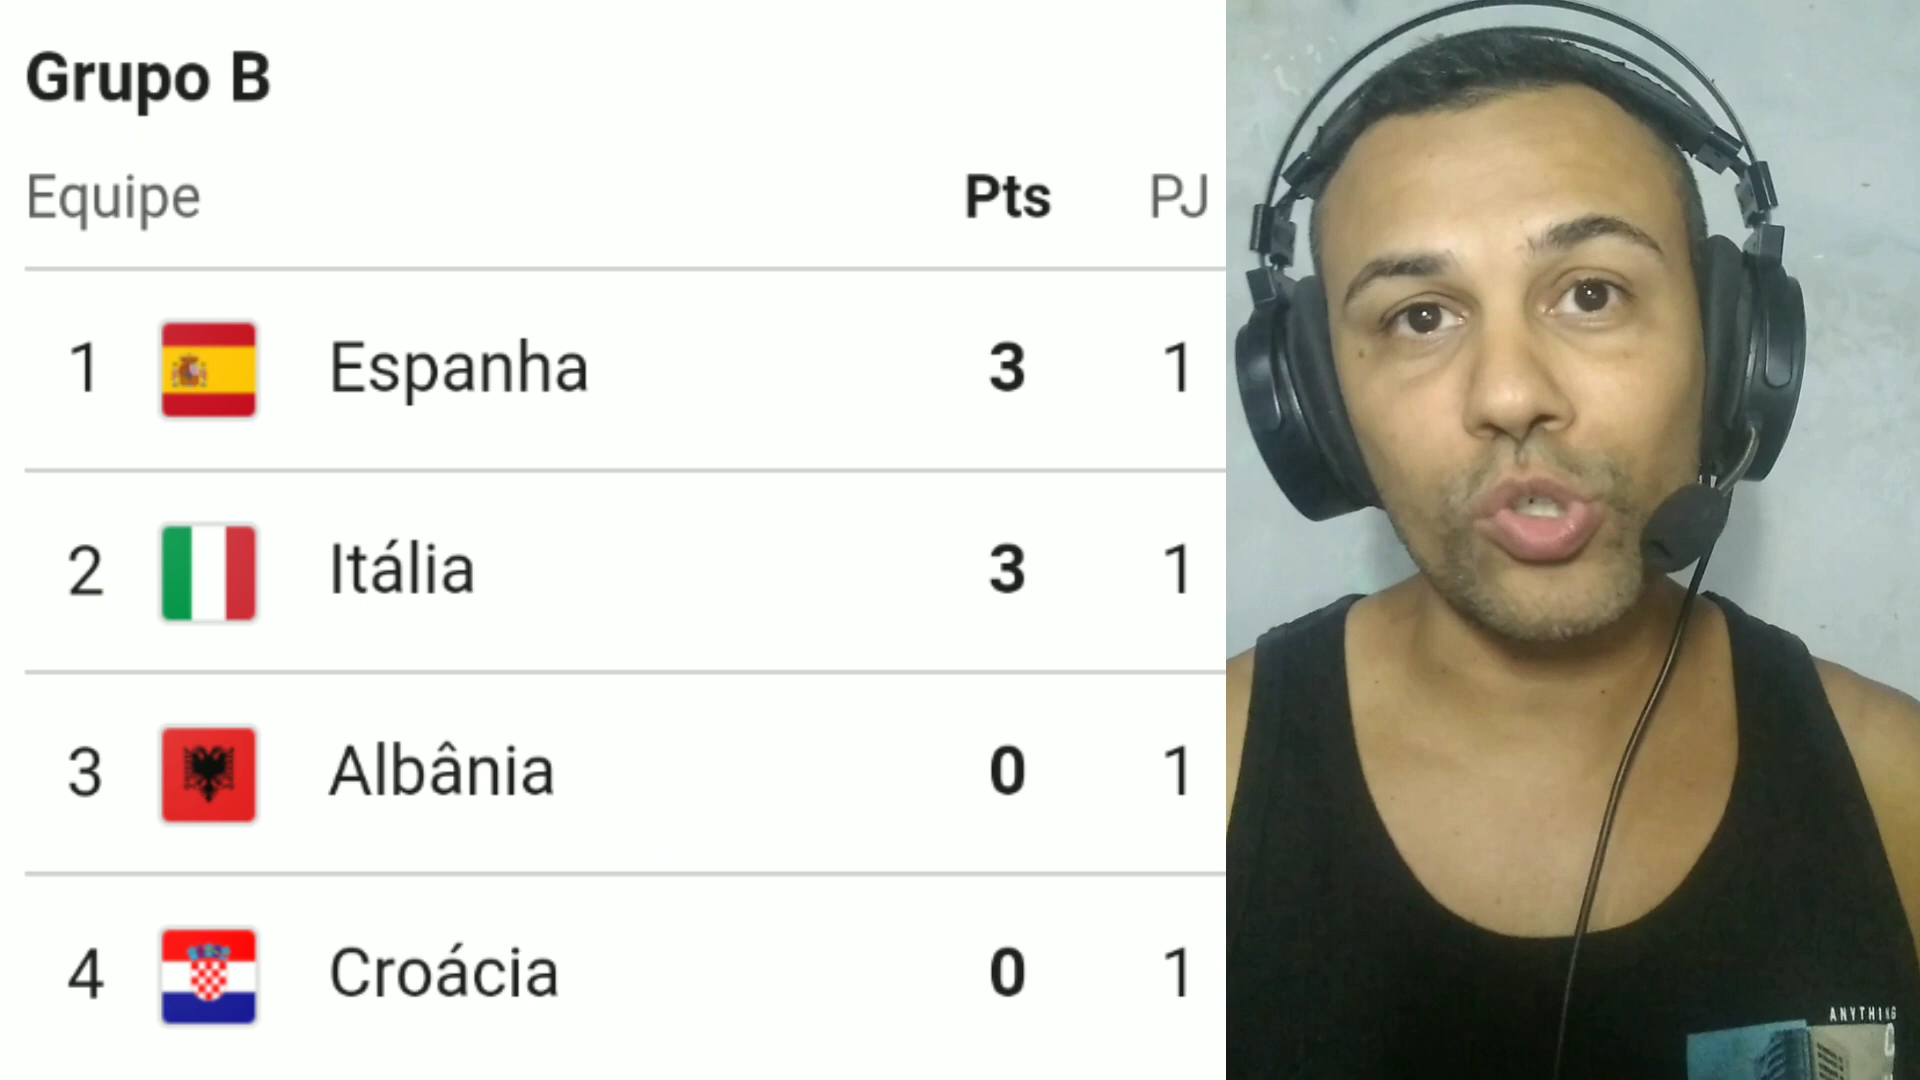 Grupo B
Equipe Pts PJ
1 Espanha 3 1
2 Itália 3 1
3 Albânia 0 1
4 Croácia 0 1
ANYTHING